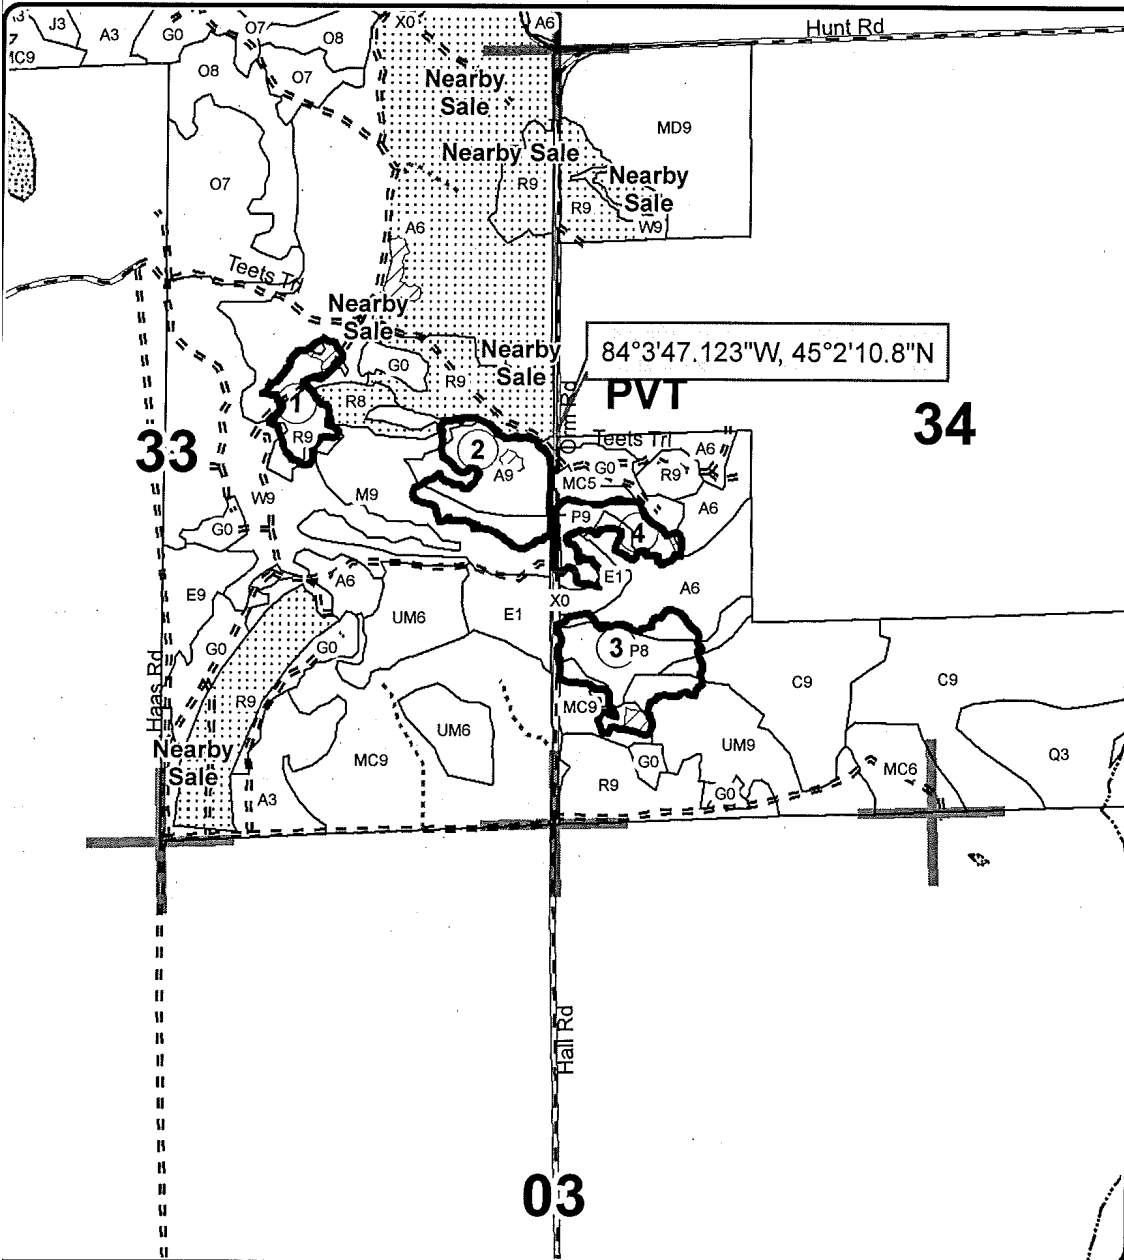 X0
A6
Hunt Rd
J3
A3
G0
O7
O8
O8
O7
Nearby
Sale
MD9
Nearby Sale
O7
R9
Nearby
Sale
R9
W9
A6
Teets Trl
Nearby
Sale
Nearby
Sale
84°3'47.123"W, 45°2'10.8"N
G0
R9
PVT
34
1
R8
R9
33
2
A9
Teets Trl
A6
G0
R9
MC5
M9
W9
A6
P9
G0
4
E1
A6
E9
A6
X0
UM6
E1
G0
G0
3
P8
Haas Rd
C9
C9
R9
MC9
UM6
Nearby
Sale
UM9
MC9
G0
MC6
Q3
R9
G0
A3
Hall Rd
03